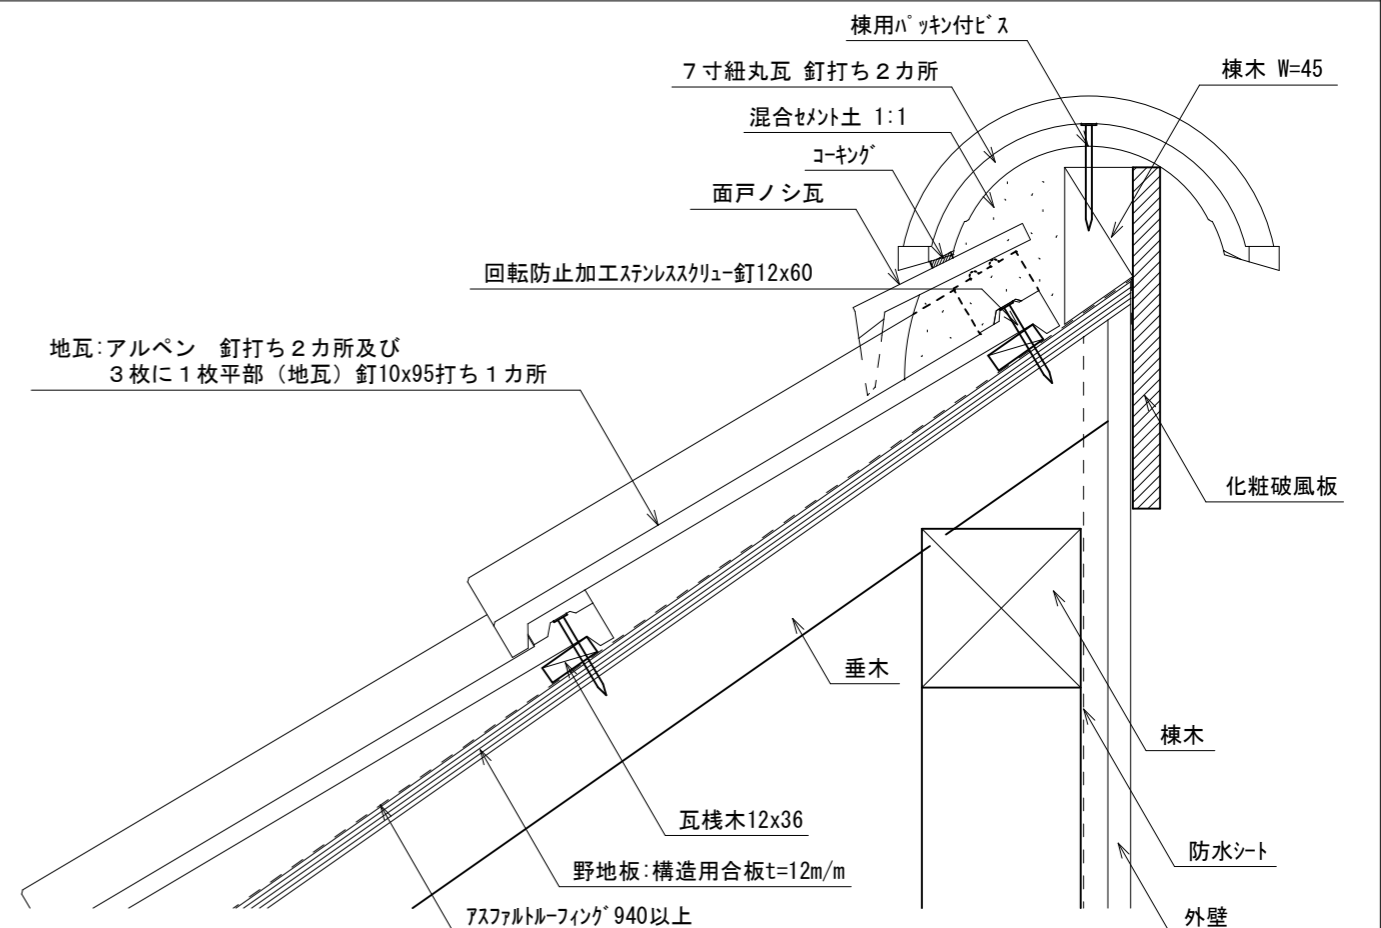 棟用ﾊﾟｯｷﾝ付ﾋﾞｽ
７寸紐丸瓦 釘打ち２カ所
棟木 W=45
混合ｾﾒﾝﾄ土 1:1
ｺｰｷﾝｸﾞ
面戸ノシ瓦
回転防止加工ｽﾃﾝﾚｽｽｸﾘｭｰ釘12x60
地瓦:アルペン　釘打ち２カ所及び
３枚に１枚平部（地瓦）釘10x95打ち１カ所
化粧破風板
垂木
棟木
瓦桟木12x36
防水ｼｰﾄ
野地板:構造用合板t=12m/m
ｱｽﾌｧﾙﾄﾙｰﾌｨﾝｸﾞ940以上
外壁